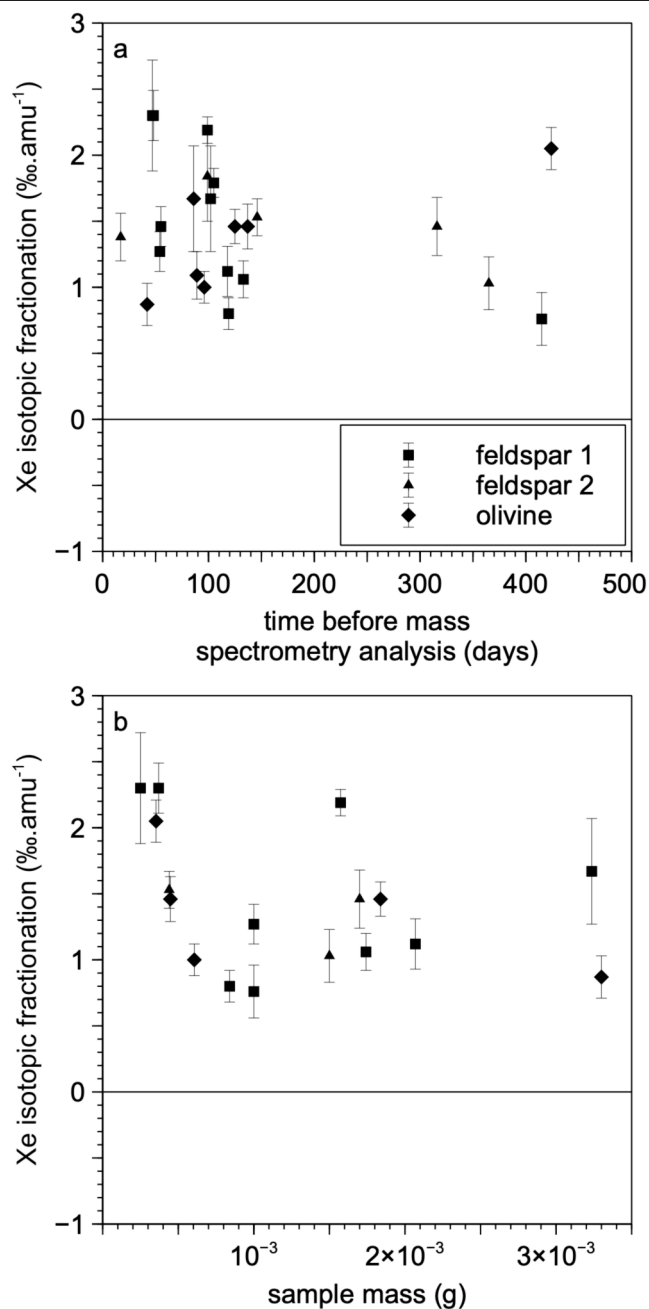 a
3
2
1
0
−1
Xe isotopic fractionation (‰.amu⁻¹)
feldspar 1
feldspar 2
olivine
0 100 200 300 400 500
time before mass
spectrometry analysis (days)
b
3
2
1
0
−1
Xe isotopic fractionation (‰.amu⁻¹)
10⁻³ 2×10⁻³ 3×10⁻³
sample mass (g)